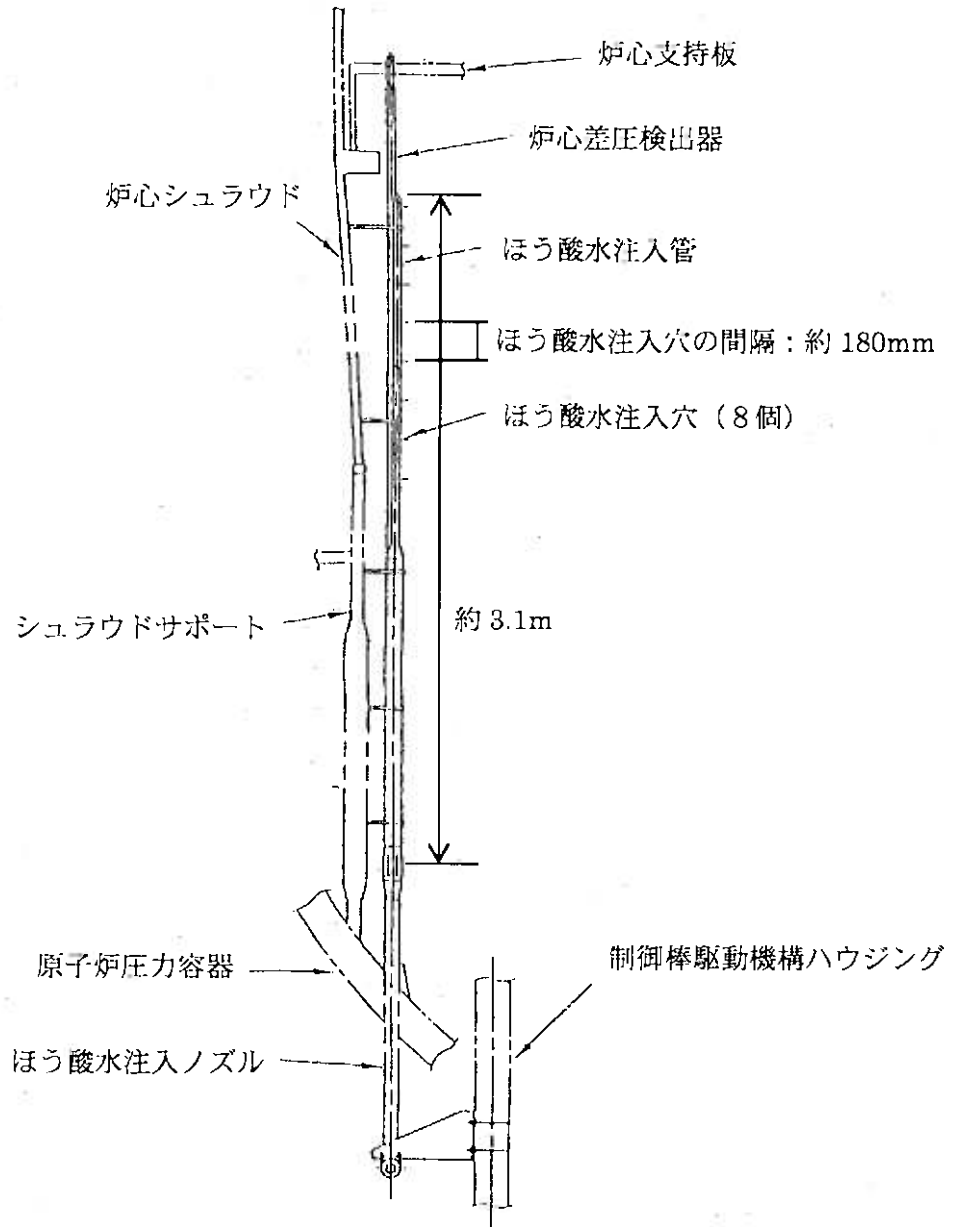 炉心支持板
炉心差圧検出器
炉心シュラウド
ほう酸水注入管
ほう酸水注入穴の間隔：約 180mm
ほう酸水注入穴（8個）
シュラウドサポート
約 3.1m
原子炉圧力容器
制御棒駆動機構ハウジング
ほう酸水注入ノズル